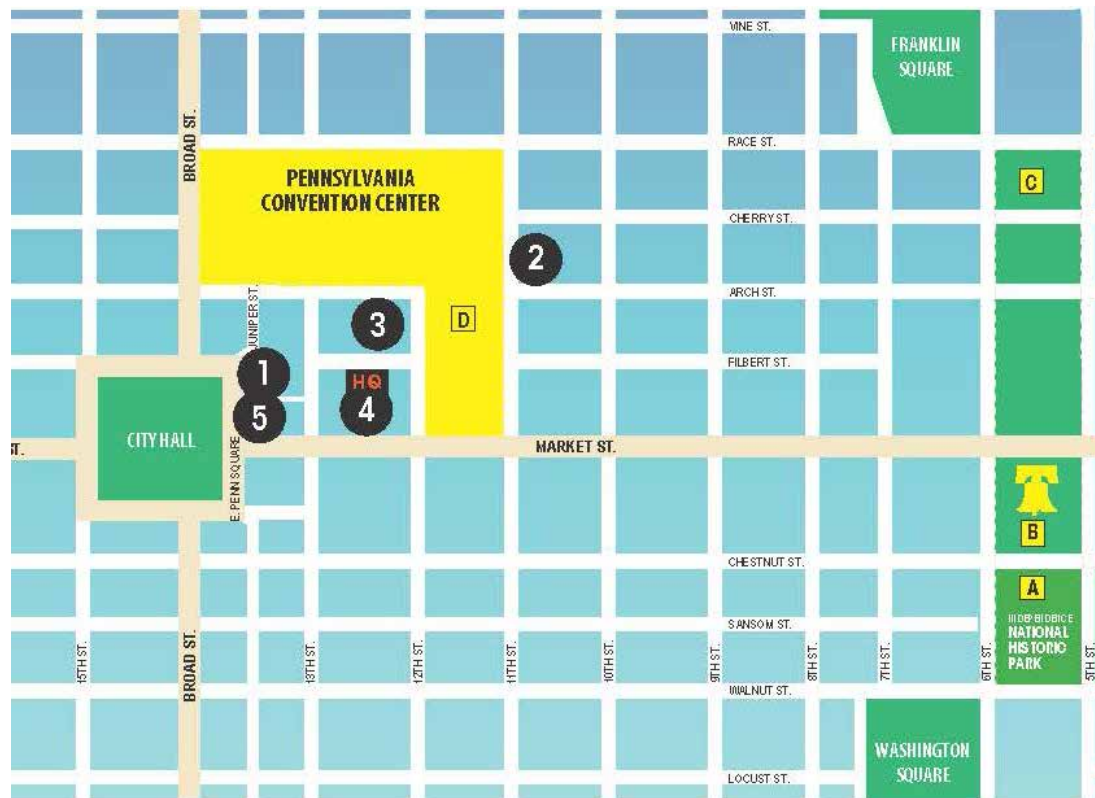 VINE ST.
FRANKLIN
SQUARE
BROAD ST.
RACE ST.
PENNSYLVANIA
CONVENTION CENTER
C
CHERRY ST.
2
JUNIPER ST.
ARCH ST.
3
D
FILBERT ST.
1
HQ
4
5
CITY HALL
ST.
MARKET ST.
E. PENN SQUARE
B
CHESTNUT ST.
A
INDEPENDENCE
NATIONAL
HISTORIC
PARK
SANSOM ST.
15TH ST.
BROAD ST.
13TH ST.
12TH ST.
11TH ST.
10TH ST.
9TH ST.
8TH ST.
7TH ST.
6TH ST.
5TH ST.
WALNUT ST.
WASHINGTON
SQUARE
LOCUST ST.